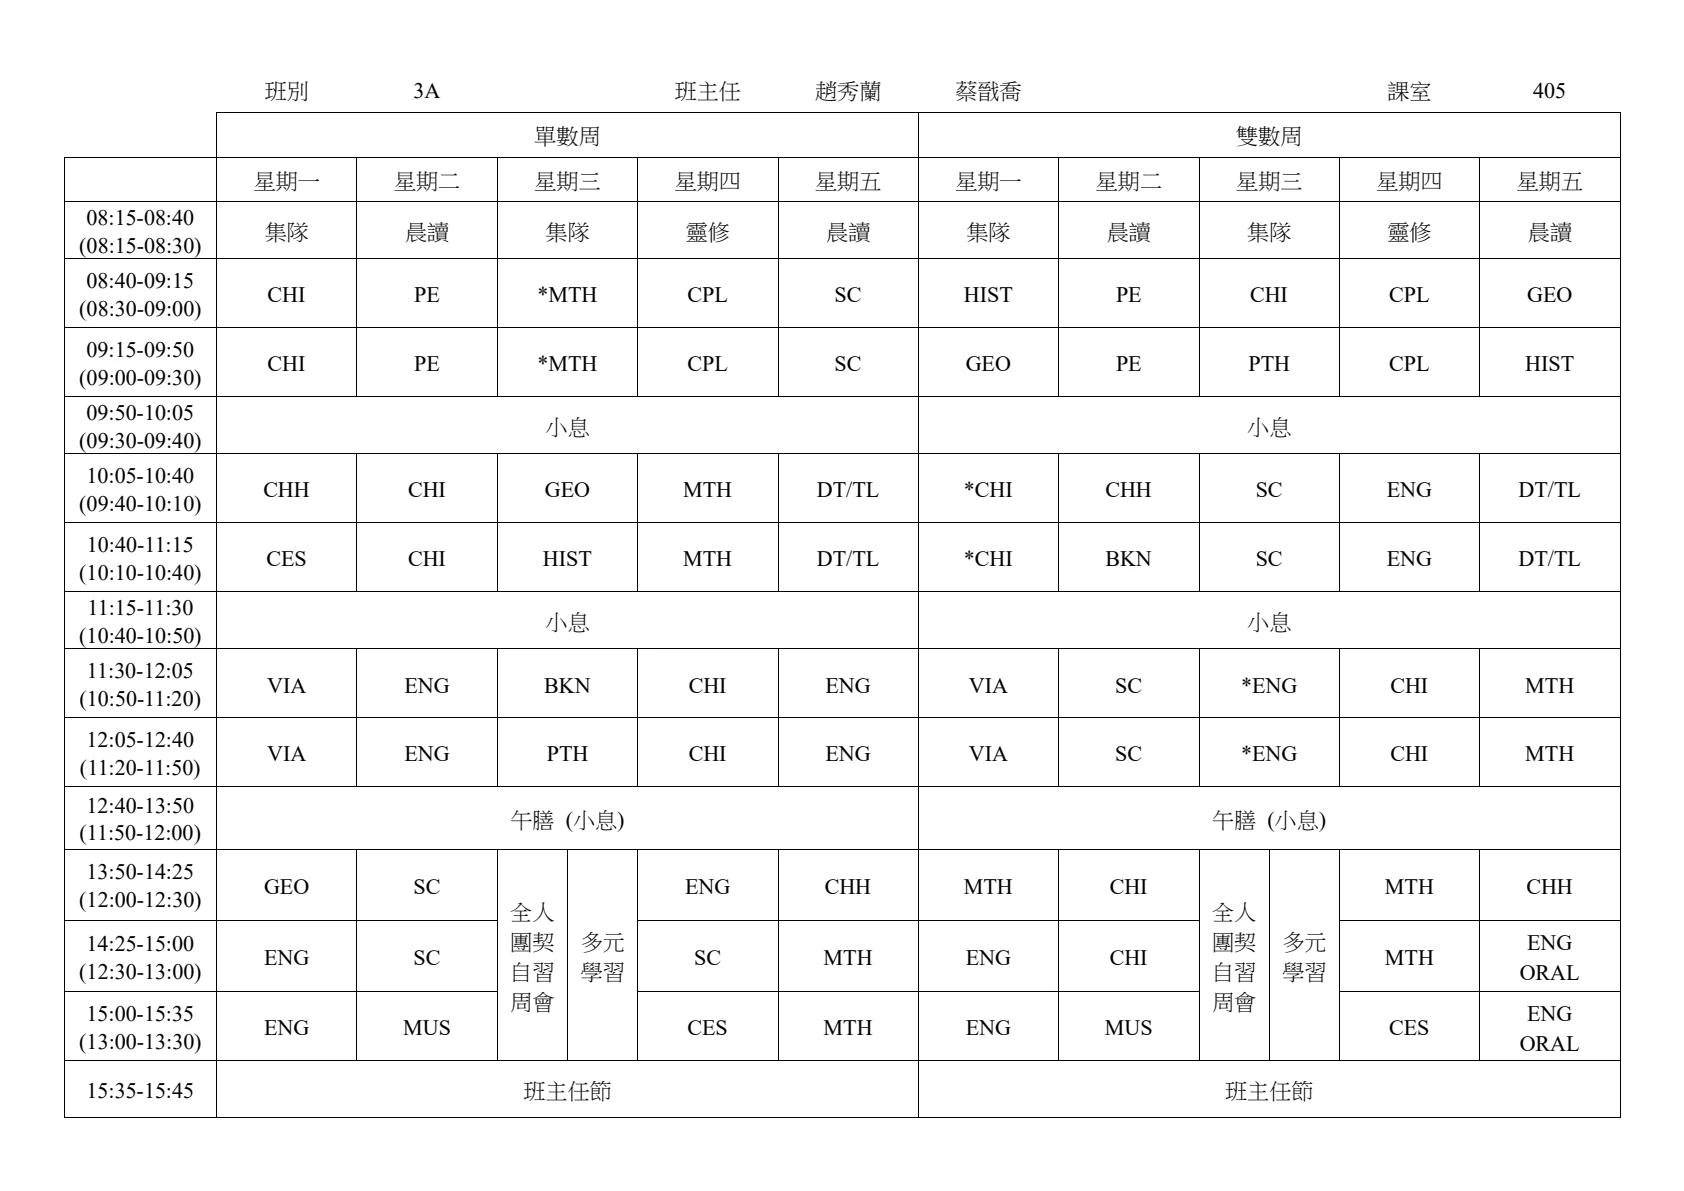 班別 3A 班主任 趙秀蘭 蔡戩喬 課室 405
單數周 雙數周
星期一 星期二 星期三 星期四 星期五 星期一 星期二 星期三 星期四 星期五
08:15-08:40
(08:15-08:30)
集隊 晨讀 集隊 靈修 晨讀 集隊 晨讀 集隊 靈修 晨讀
08:40-09:15
(08:30-09:00)
CHI PE *MTH CPL SC HIST PE CHI CPL GEO
09:15-09:50
(09:00-09:30)
CHI PE *MTH CPL SC GEO PE PTH CPL HIST
09:50-10:05
(09:30-09:40)
小息 小息
10:05-10:40
(09:40-10:10)
CHH CHI GEO MTH DT/TL *CHI CHH SC ENG DT/TL
10:40-11:15
(10:10-10:40)
CES CHI HIST MTH DT/TL *CHI BKN SC ENG DT/TL
11:15-11:30
(10:40-10:50)
小息 小息
11:30-12:05
(10:50-11:20)
VIA ENG BKN CHI ENG VIA SC *ENG CHI MTH
12:05-12:40
(11:20-11:50)
VIA ENG PTH CHI ENG VIA SC *ENG CHI MTH
12:40-13:50
(11:50-12:00)
午膳 (小息) 午膳 (小息)
13:50-14:25
(12:00-12:30)
GEO SC ENG CHH MTH CHI MTH CHH
全人
團契
自習
周會
多元
學習
全人
團契
自習
周會
多元
學習
14:25-15:00
(12:30-13:00)
ENG SC SC MTH ENG CHI MTH ENG
ORAL
15:00-15:35
(13:00-13:30)
ENG MUS CES MTH ENG MUS CES ENG
ORAL
15:35-15:45 班主任節 班主任節